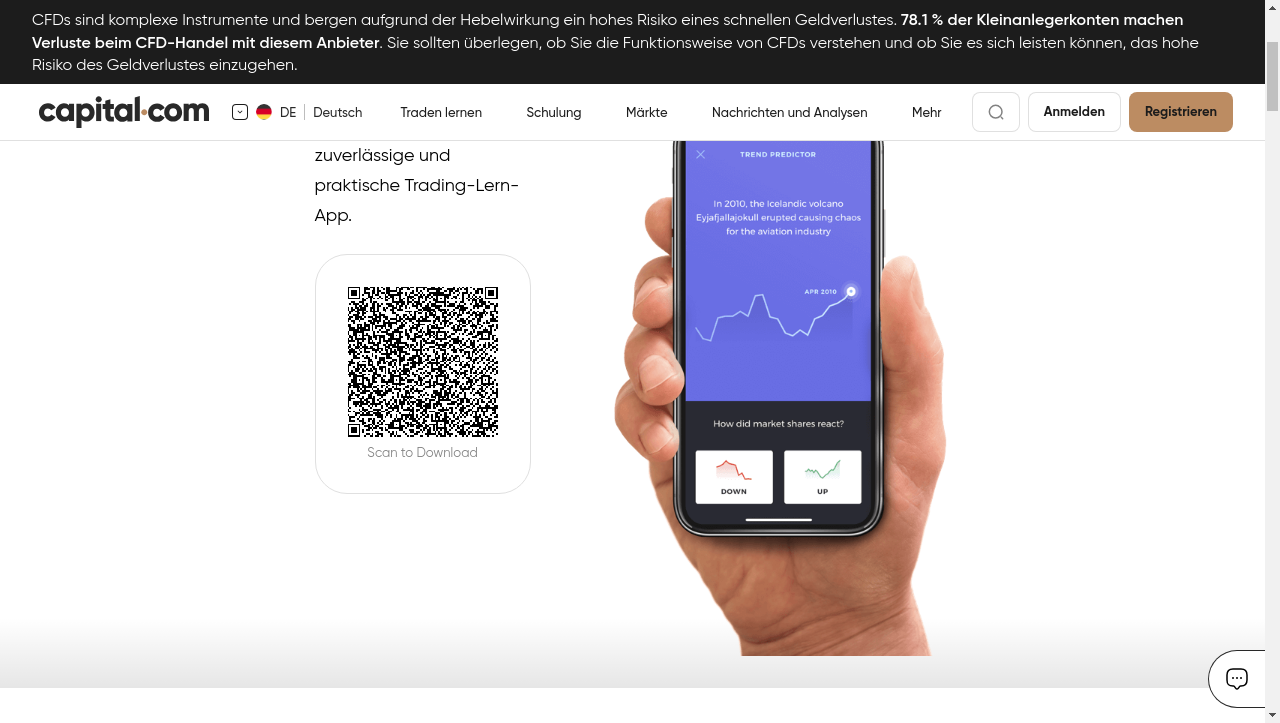 CFDs sind komplexe Instrumente und bergen aufgrund der Hebelwirkung ein hohes Risiko eines schnellen Geldverlustes. 78.1 % der Kleinanlegerkonten machen
Verluste beim CFD-Handel mit diesem Anbieter. Sie sollten überlegen, ob Sie die Funktionsweise von CFDs verstehen und ob Sie es sich leisten können, das hohe
Risiko des Geldverlustes einzugehen.
capital.com
DE
Deutsch
Traden lernen
Schulung
Märkte
Nachrichten und Analysen
Mehr
Anmelden
Registrieren
zuverlässige und
praktische Trading-Lern-
App.
Scan to Download
TREND PREDICTOR
In 2010, the Icelandic volcano
Eyjafjallajokull erupted causing chaos
for the aviation industry
APR 2010
How did market shares react?
DOWN
UP